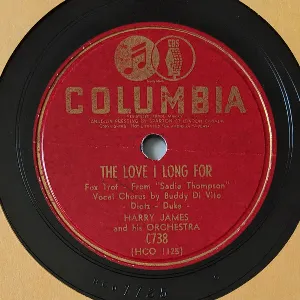 CBS
COLUMBIA
THE LOVE I LONG FOR
Fox Trot - From "Sadie Thompson"
Vocal Chorus by Buddy Di Vito
- Dietz - Duke -
HARRY JAMES
and his ORCHESTRA
C738
(HCO 1125)